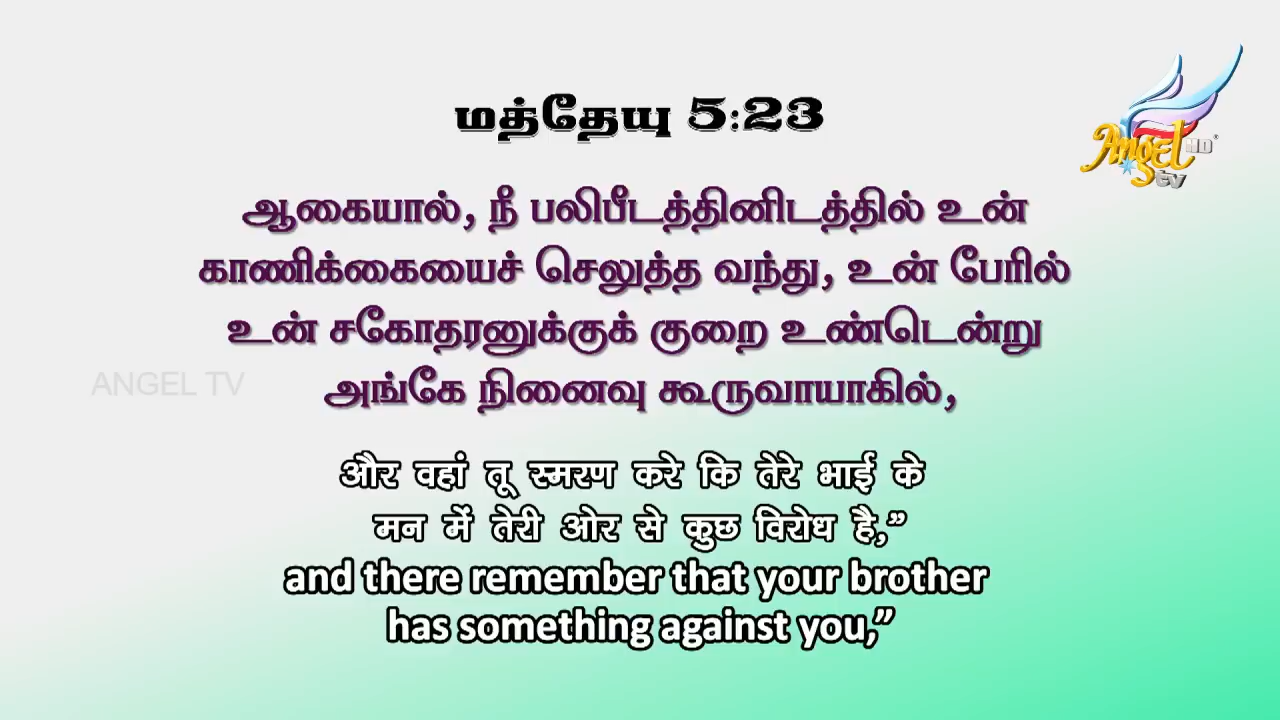 மத்தேயு 5:23
Angel HD
tv
ஆகையால், நீ பலிபீடத்தினிடத்தில் உன்
காணிக்கையைச் செலுத்த வந்து, உன் பேரில்
உன் சகோதரனுக்குக் குறை உண்டென்று
அங்கே நினைவு கூருவாயாகில்,
ANGEL TV
और वहां तू स्मरण करे कि तेरे भाई के
मन में तेरी ओर से कुछ विरोध है,”
and there remember that your brother
has something against you,”